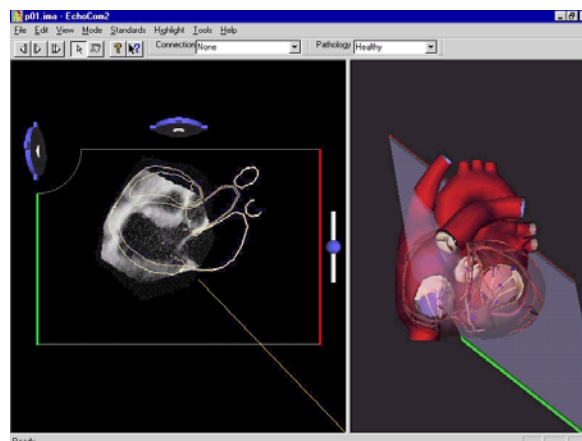 p01.ima - EchoCom2
File Edit View Mode Standards Highlight Tools Help
Connection None Pathology Healthy
Ready